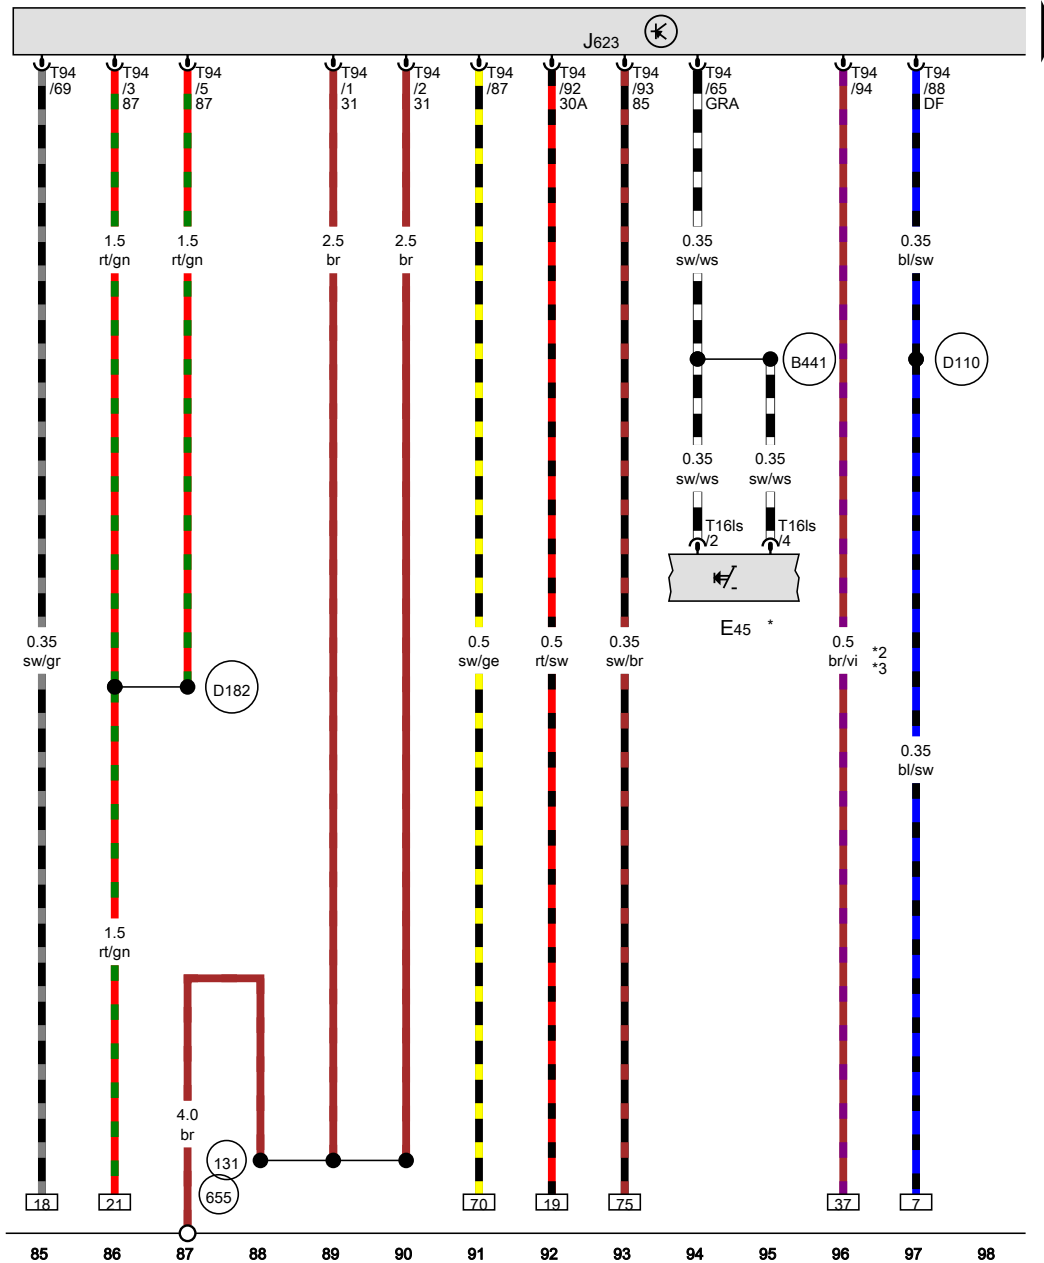 J623
T94
/69
T94
/3
87
T94
/5
87
T94
/1
31
T94
/2
31
T94
/87
T94
/92
30A
T94
/93
85
T94
/65
GRA
T94
/94
T94
/88
DF
1.5
rt/gn
1.5
rt/gn
2.5
br
2.5
br
0.35
sw/ws
0.35
bl/sw
B441
D110
0.35
sw/ws
0.35
sw/ws
T16ls
/2
T16ls
/4
E45 *
0.35
sw/gr
0.5
sw/ge
0.5
rt/sw
0.35
sw/br
0.5
br/vi
*2
*3
D182
0.35
bl/sw
1.5
rt/gn
4.0
br
131
655
18 21 70 19 75 37 7
85 86 87 88 89 90 91 92 93 94 95 96 97 98